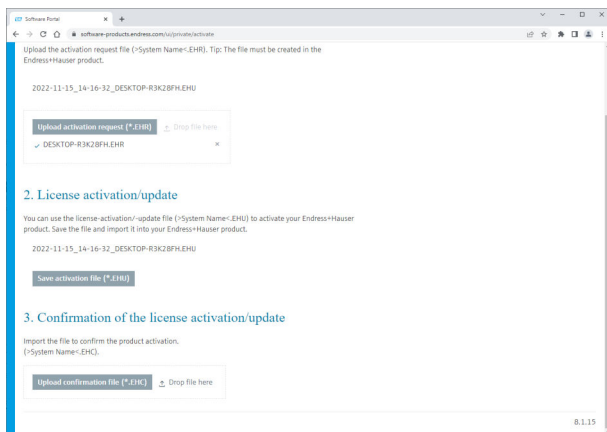 Software Portal
software-products.endress.com/ui/private/activate
Upload the activation request file (>System Name<.EHR). Tip: The file must be created in the
Endress+Hauser product.
2022-11-15_14-16-32_DESKTOP-R3K28FH.EHU
Upload activation request (*.EHR) Drop file here
DESKTOP-R3K28FH.EHR
2. License activation/update
You can use the license-activation/-update file (>System Name<.EHU) to activate your Endress+Hauser
product. Save the file and import it into your Endress+Hauser product.
2022-11-15_14-16-32_DESKTOP-R3K28FH.EHU
Save activation file (*.EHU)
3. Confirmation of the license activation/update
Import the file to confirm the product activation.
(>System Name<.EHC).
Upload confirmation file (*.EHC) Drop file here
8.1.15